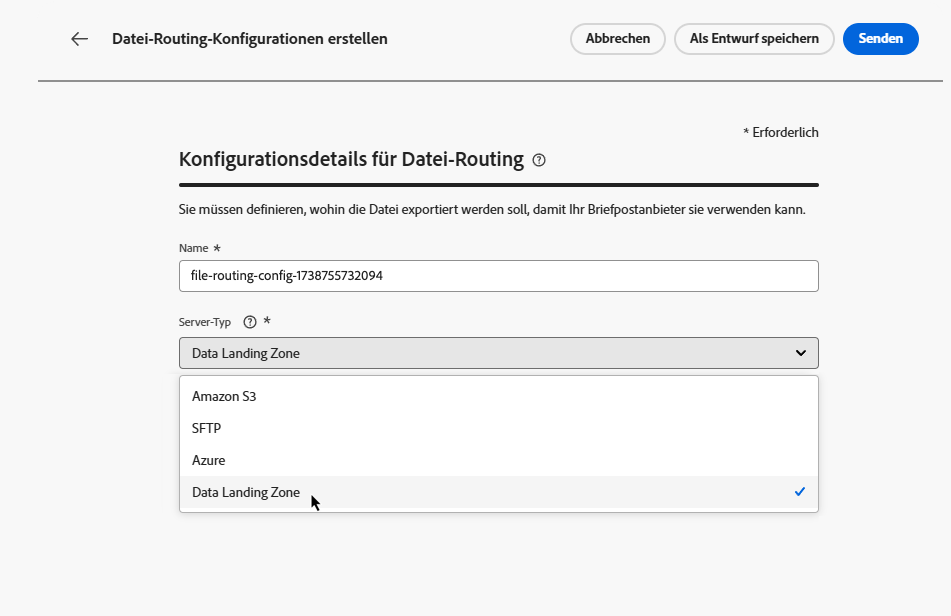 Datei-Routing-Konfigurationen erstellen
Abbrechen
Als Entwurf speichern
Senden
* Erforderlich
Konfigurationsdetails für Datei-Routing
Sie müssen definieren, wohin die Datei exportiert werden soll, damit Ihr Briefpostanbieter sie verwenden kann.
Name *
file-routing-config-1738755732094
Server-Typ *
Data Landing Zone
Amazon S3
SFTP
Azure
Data Landing Zone